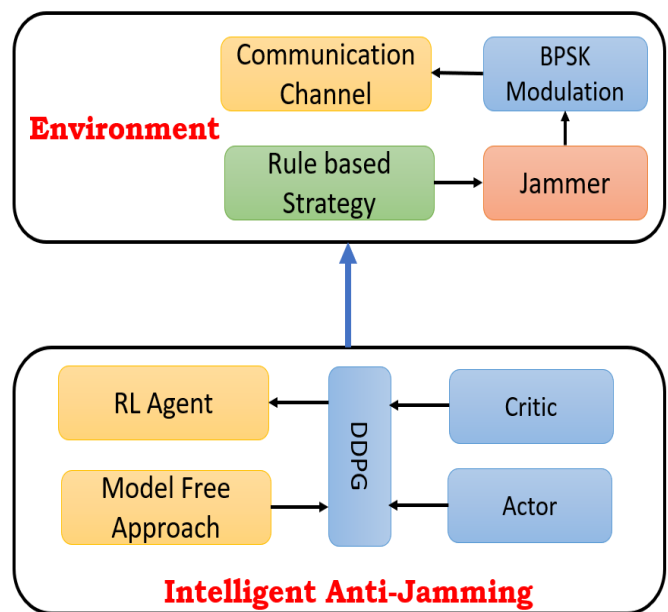 Communication
Channel
BPSK
Modulation
Environment
Rule based
Strategy
Jammer
RL Agent
DDPG
Critic
Model Free
Approach
Actor
Intelligent Anti-Jamming